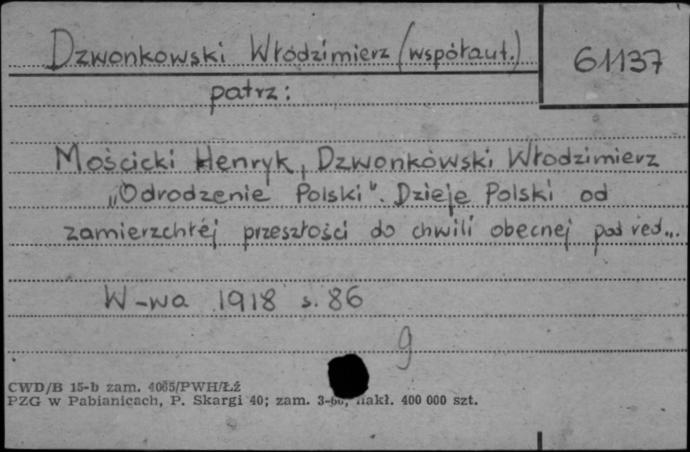 Dzwonkowski Włodzimierz (współaut.)
61137
patrz:
Mościcki Henryk, Dzwonkowski Włodzimierz
„Odrodzenie Polski". Dzieje Polski od
zamierzchłej przeszłości do chwili obecnej pod red...
W-wa 1918 s. 86
9
CWD/B 15-b zam. 4065/PWH/Łź
PZG w Pabianicach, P. Skargi 40; zam. nakł. 400 000 szt.